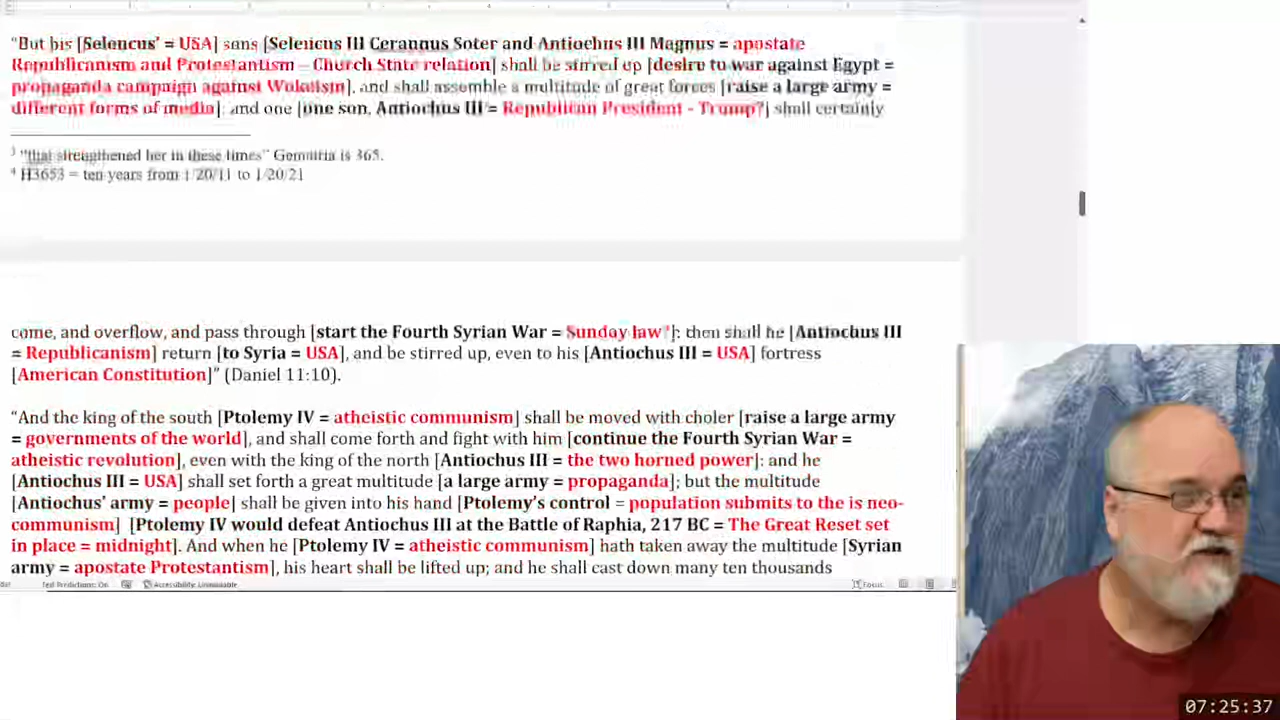 “But his [Seleucus’ = USA] sons [Seleucus III Cerannus Soter and Antiochus III Magnus = apostate
Republicanism and Protestantism – Church State relation] shall be stirred up [desire to war against Egypt =
propaganda campaign against Wokeism], and shall assemble a multitude of great forces [raise a large army =
different forms of media]: and one [one son, Antiochus III = Republican President - Trump?] shall certainly
3 “that strengthened her in these times” Gematria is 365.
4 H3653 = ten years from 1/20/11 to 1/20/21
come, and overflow, and pass through [start the Fourth Syrian War = Sunday law]: then shall he [Antiochus III
= Republicanism] return [to Syria = USA], and be stirred up, even to his [Antiochus III = USA] fortress
[American Constitution]” (Daniel 11:10).
“And the king of the south [Ptolemy IV = atheistic communism] shall be moved with choler [raise a large army
= governments of the world], and shall come forth and fight with him [continue the Fourth Syrian War =
atheistic revolution], even with the king of the north [Antiochus III = the two horned power]: and he
[Antiochus III = USA] shall set forth a great multitude [a large army = propaganda]; but the multitude
[Antiochus’ army = people] shall be given into his hand [Ptolemy’s control = population submits to the is neo-
communism] [Ptolemy IV would defeat Antiochus III at the Battle of Raphia, 217 BC = The Great Reset set
in place = midnight]. And when he [Ptolemy IV = atheistic communism] hath taken away the multitude [Syrian
army = apostate Protestantism], his heart shall be lifted up; and he shall cast down many ten thousands
Text Predictions: On Accessibility: Unavailable Focus
07:25:37